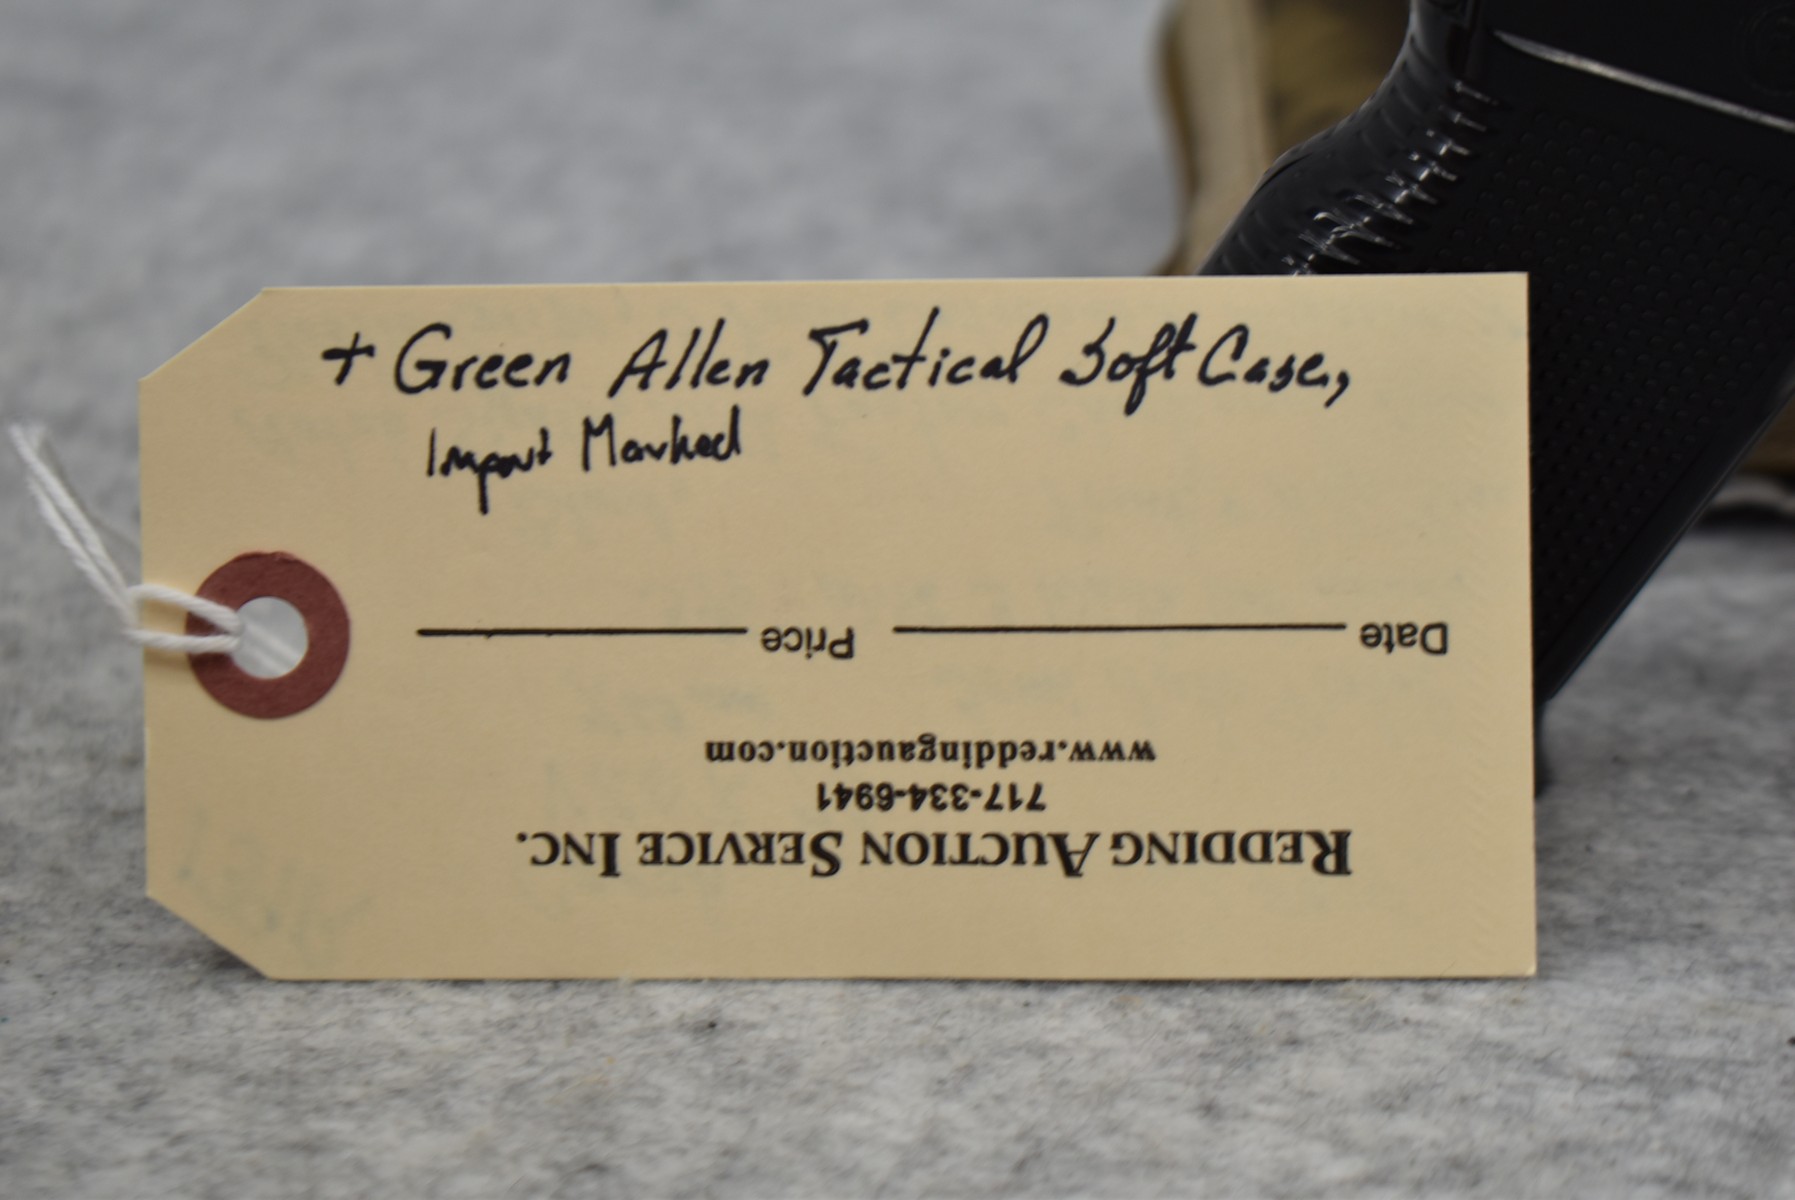 + Green Allen Tactical Soft Case,
Import Marked
REDDING AUCTION SERVICE INC.
717-334-6941
www.reddingauction.com
Date Price